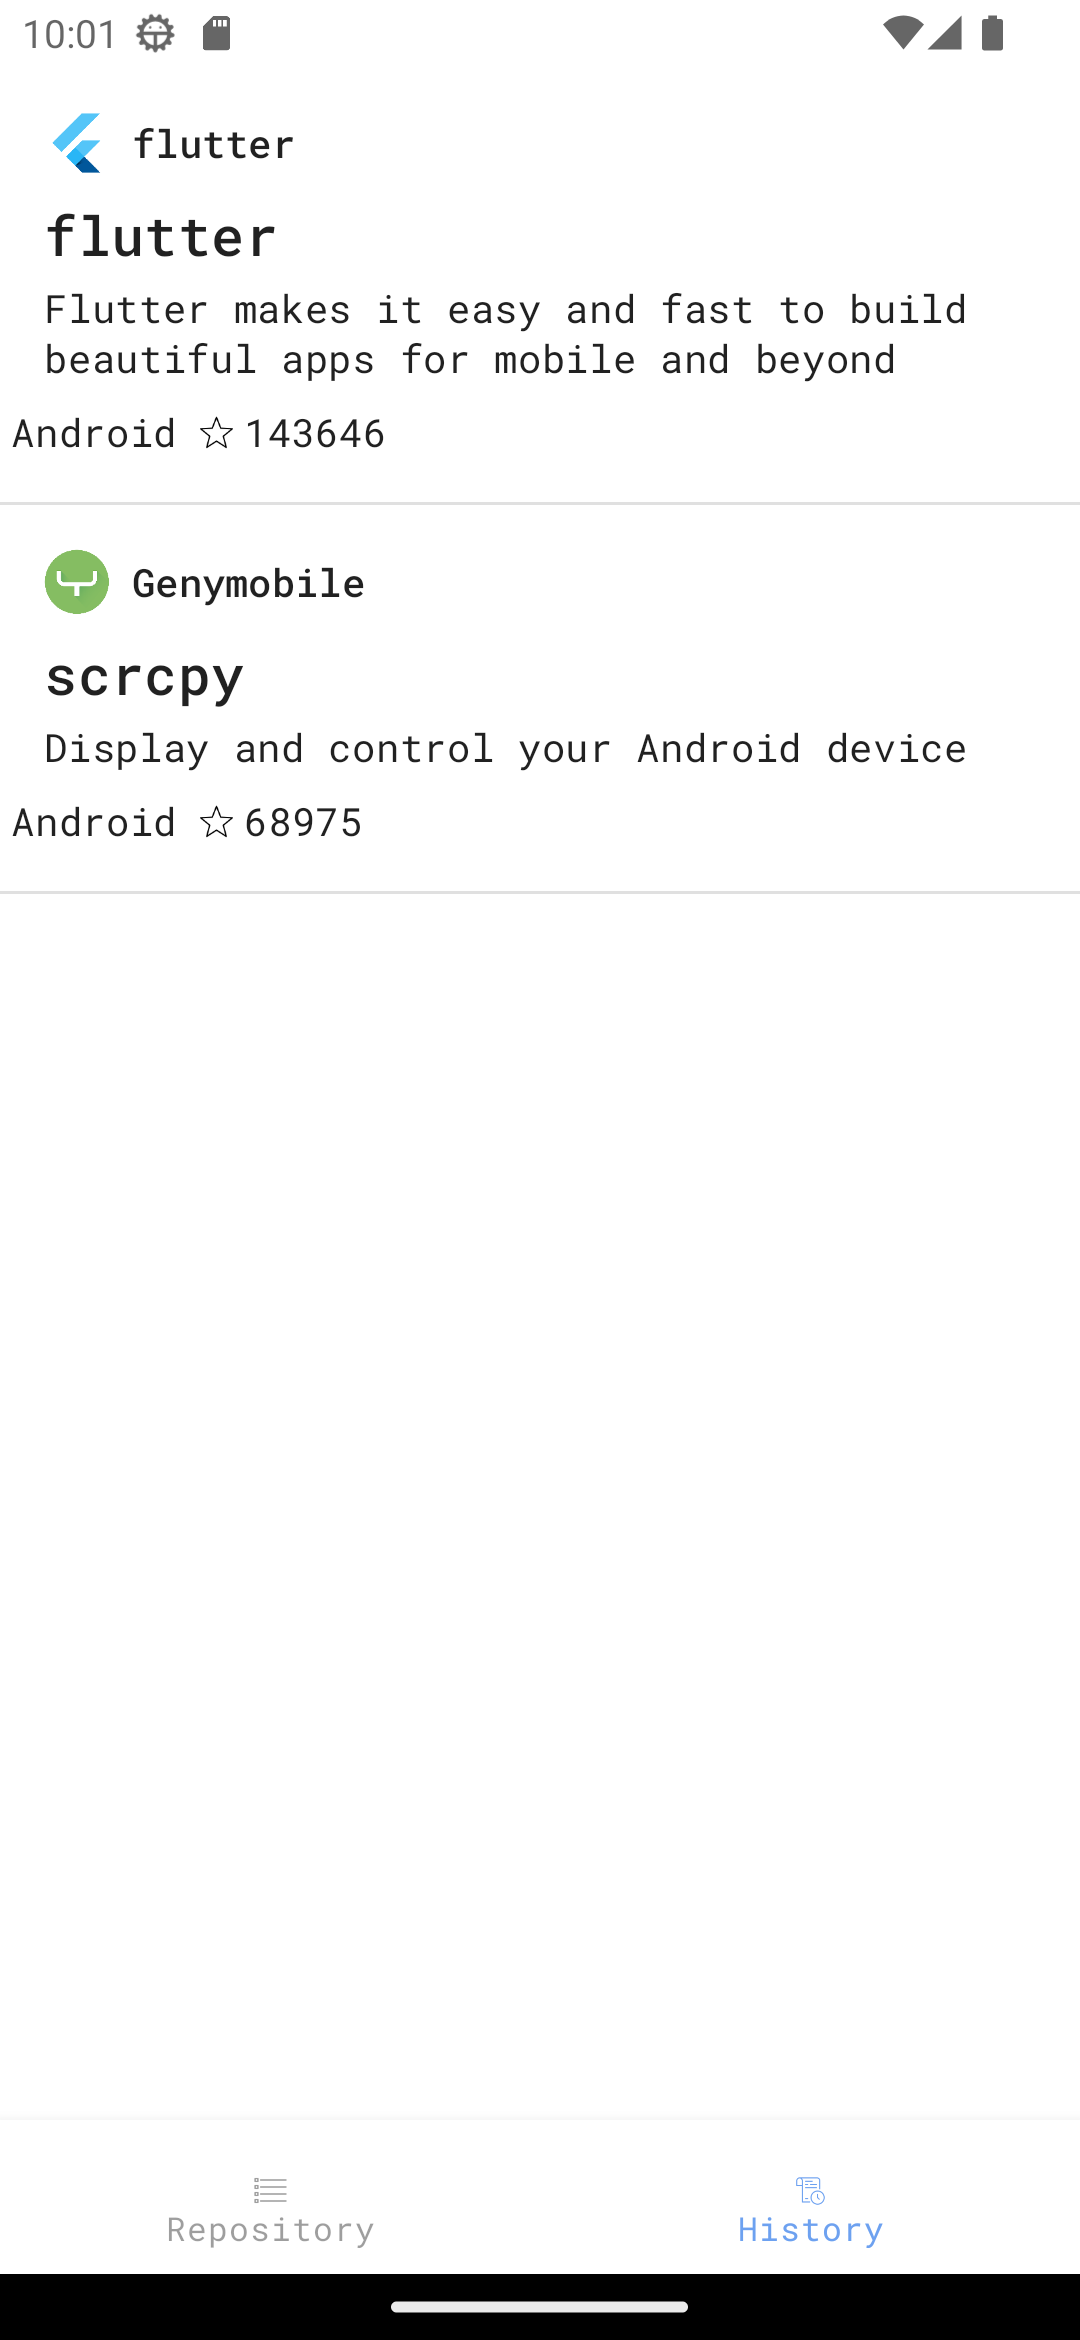 10:01
flutter
flutter
Flutter makes it easy and fast to build
beautiful apps for mobile and beyond
Android ☆ 143646
Genymobile
scrcpy
Display and control your Android device
Android ☆ 68975
Repository
History